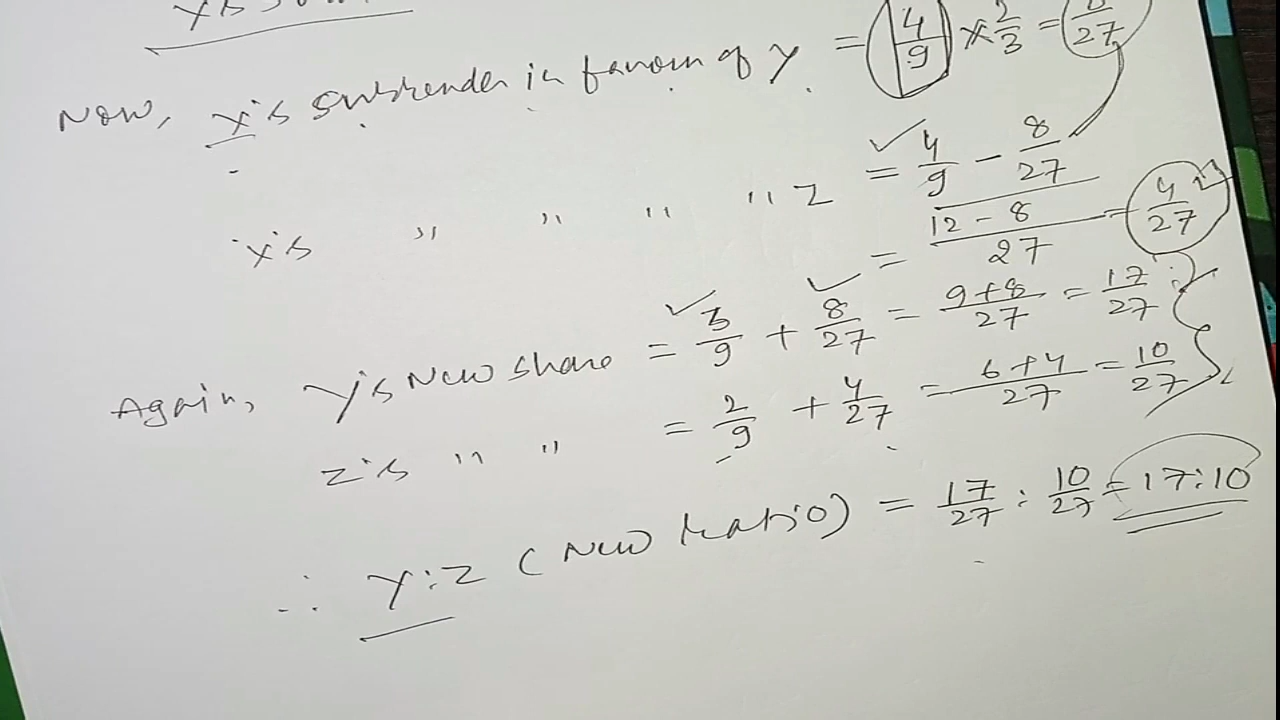 Now, X's surrender in favour of Y = 4/9 × 2/3 = 8/27
X's " " " " Z = 4/9 - 8/27
= 12 - 8/27 = 4/27
Again, Y's New share = 3/9 + 8/27 = 9+8/27 = 17/27
Z's " " = 2/9 + 4/27 = 6+4/27 = 10/27
∴ Y:Z (New Ratio) = 17/27 : 10/27 = 17:10